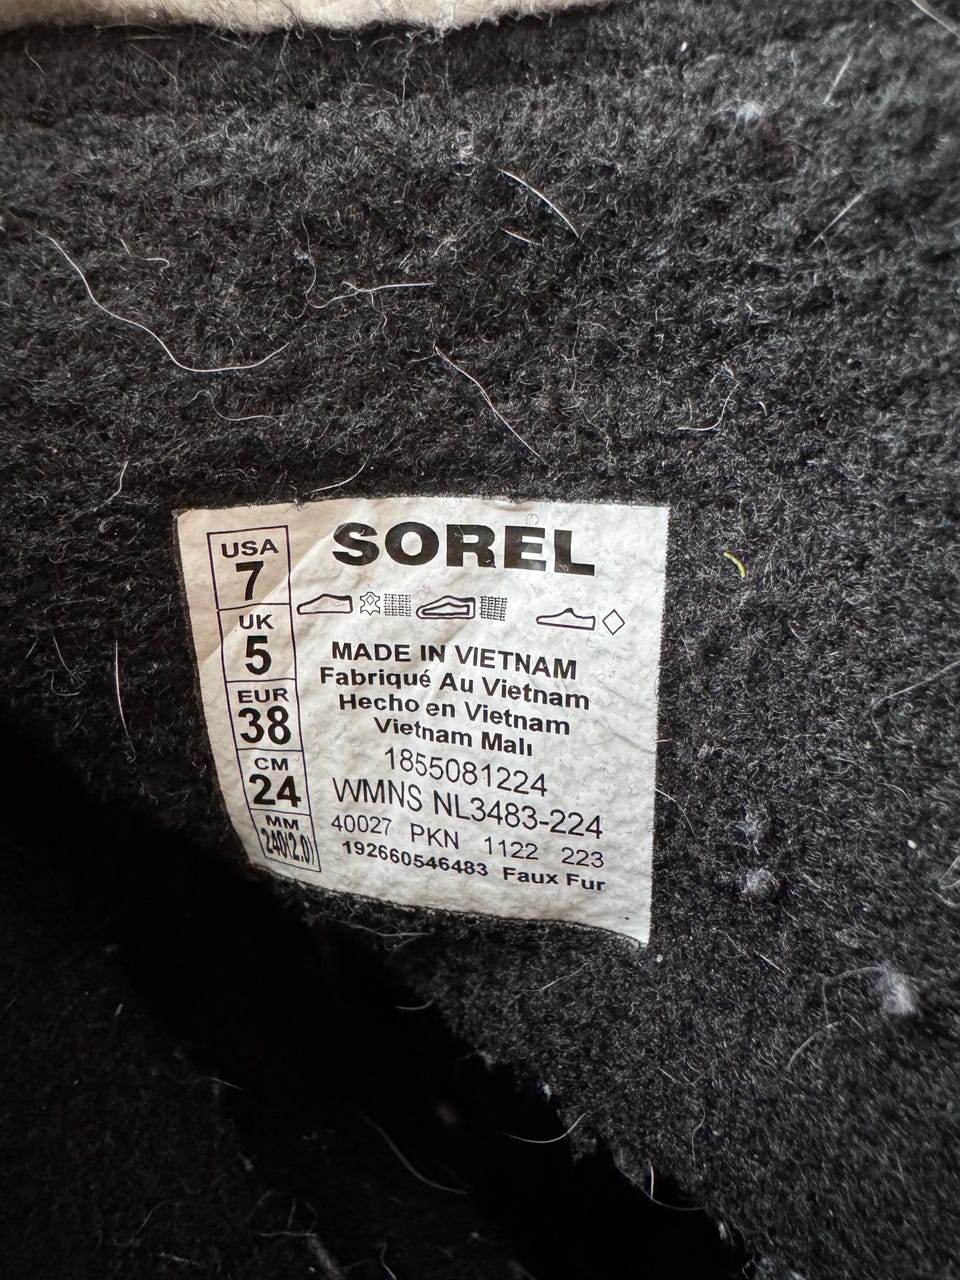 SOREL
USA
7
UK
5
EUR
38
CM
24
MM
240(2.0)
MADE IN VIETNAM
Fabriqué Au Vietnam
Hecho en Vietnam
Vietnam Malı
1855081224
WMNS NL3483-224
40027 PKN 1122 223
192660546483 Faux Fur